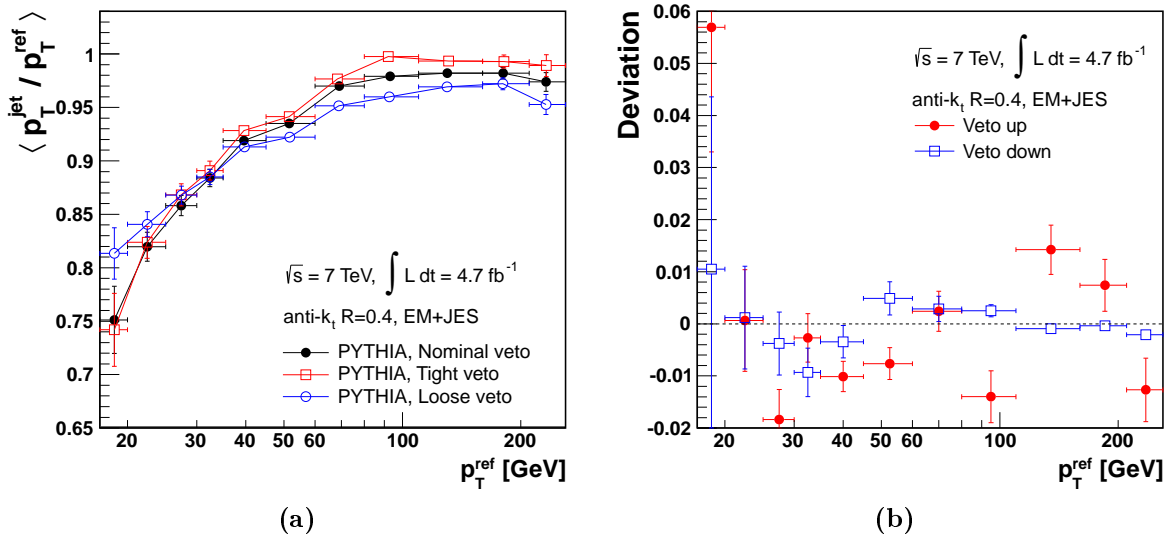 ⟨ p_T^jet / p_T^ref ⟩
1
0.95
0.9
0.85
0.8
0.75
0.7
0.65
√s = 7 TeV, ∫ L dt = 4.7 fb⁻¹
anti-k_t R=0.4, EM+JES
PYTHIA, Nominal veto
PYTHIA, Tight veto
PYTHIA, Loose veto
20 30 40 50 60 100 200
p_T^ref [GeV]
(a)
Deviation
0.06
0.05
0.04
0.03
0.02
0.01
0
-0.01
-0.02
√s = 7 TeV, ∫ L dt = 4.7 fb⁻¹
anti-k_t R=0.4, EM+JES
Veto up
Veto down
20 30 40 50 60 100 200
p_T^ref [GeV]
(b)